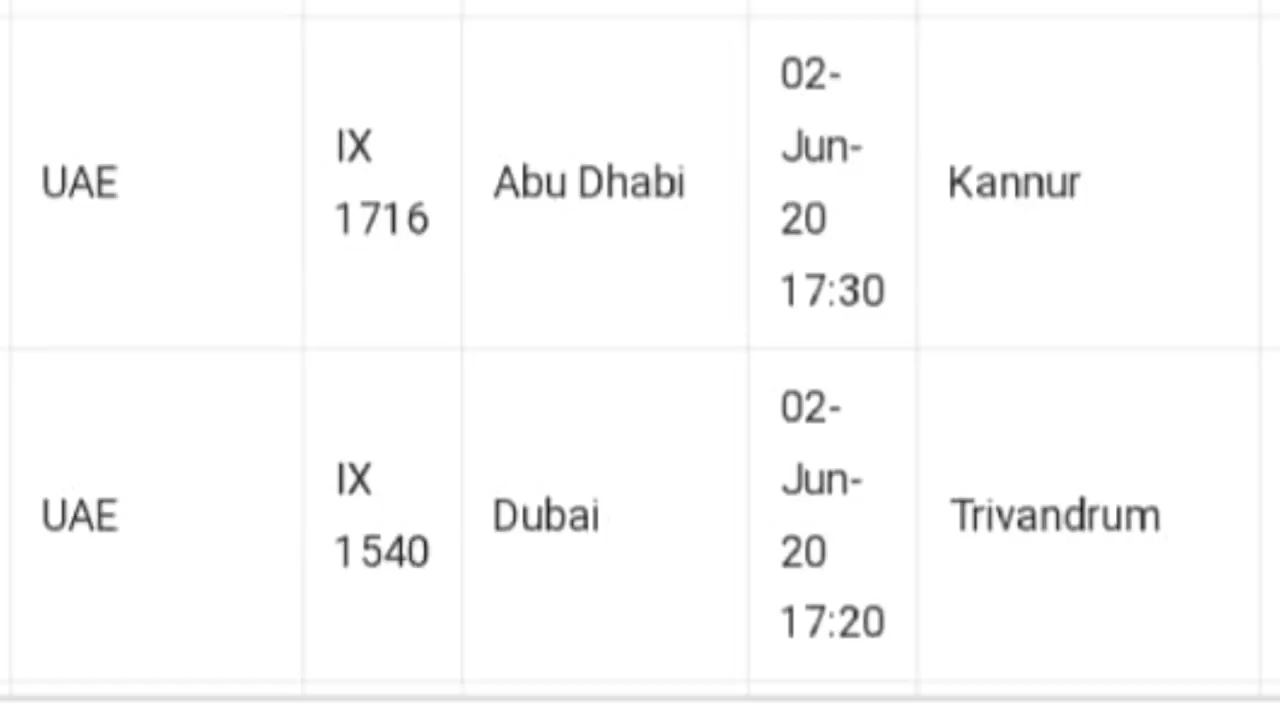 UAE
IX
1716
Abu Dhabi
02-
Jun-
20
17:30
Kannur
UAE
IX
1540
Dubai
02-
Jun-
20
17:20
Trivandrum